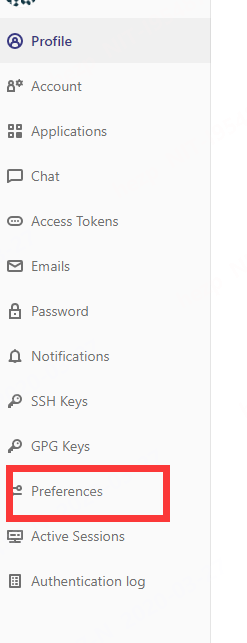 Profile
Account
Applications
Chat
Access Tokens
Emails
Password
Notifications
SSH Keys
GPG Keys
Preferences
Active Sessions
Authentication log